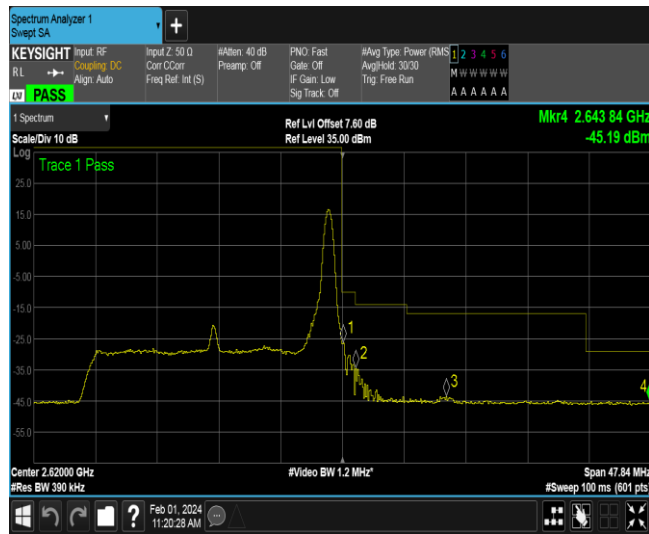 Spectrum Analyzer 1
Swept SA
+
KEYSIGHT
RL
LXI
PASS
Input: RF
Coupling: DC
Align: Auto
Input Z: 50 Ω
Corr CCorr
Freq Ref: Int (S)
#Atten: 40 dB
Preamp: Off
PNO: Fast
Gate: Off
IF Gain: Low
Sig Track: Off
#Avg Type: Power (RMS
Avg|Hold: 30/30
Trig: Free Run
1 2 3 4 5 6
M W W W W W
A A A A A A
1 Spectrum
Scale/Div 10 dB
Ref Lvl Offset 7.60 dB
Ref Level 35.00 dBm
Mkr4 2.643 84 GHz
-45.19 dBm
Log
Trace 1 Pass
25.0
15.0
5.00
-5.00
-15.0
-25.0
-35.0
-45.0
-55.0
1
2
3
4
Center 2.62000 GHz
#Res BW 390 kHz
#Video BW 1.2 MHz*
Span 47.84 MHz
#Sweep 100 ms (601 pts)
?
Feb 01, 2024
11:20:28 AM